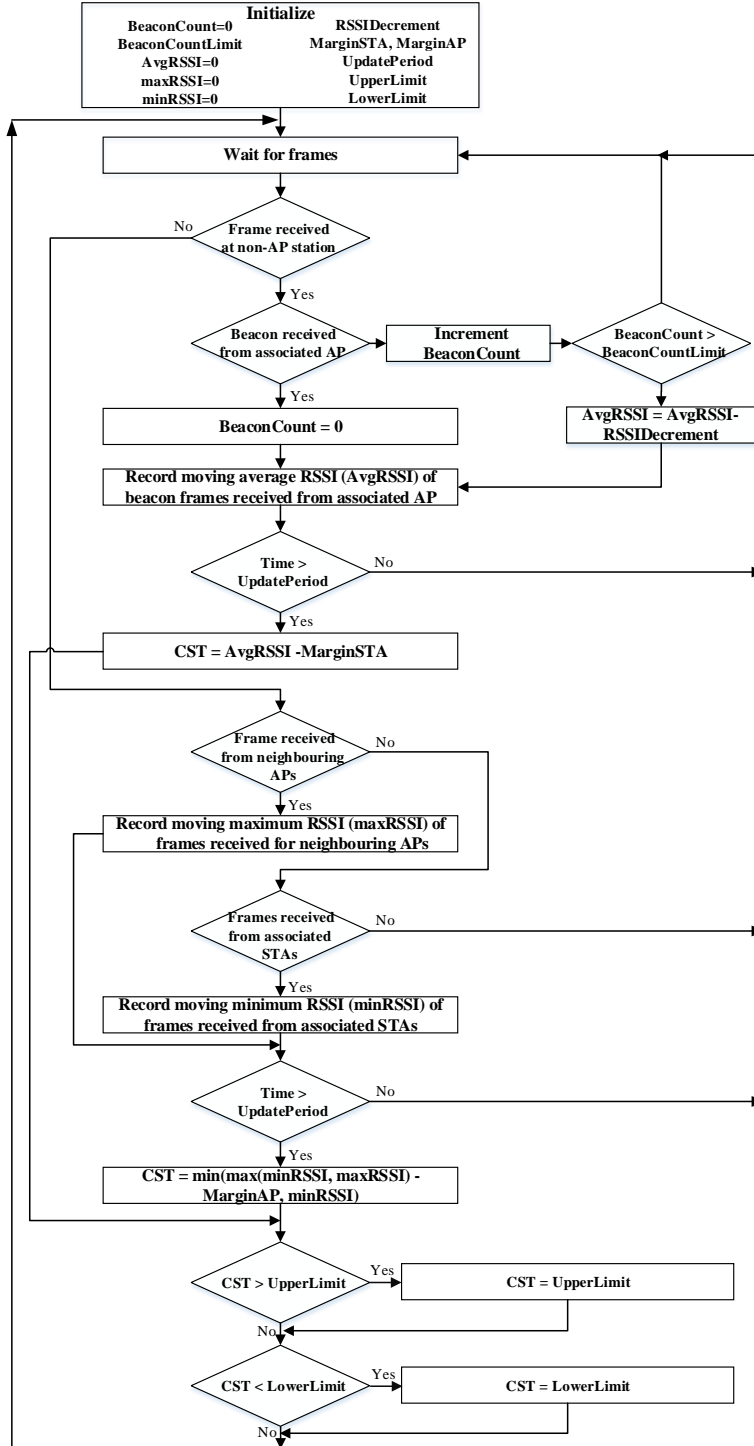 Initialize
BeaconCount=0
BeaconCountLimit
AvgRSSI=0
maxRSSI=0
minRSSI=0
RSSIDecrement
MarginSTA, MarginAP
UpdatePeriod
UpperLimit
LowerLimit
Wait for frames
Frame received
at non-AP station
No
Yes
Beacon received
from associated AP
Increment
BeaconCount
BeaconCount >
BeaconCountLimit
Yes
BeaconCount = 0
AvgRSSI = AvgRSSI-
RSSIDecrement
Record moving average RSSI (AvgRSSI) of
beacon frames received from associated AP
Time >
UpdatePeriod
No
Yes
CST = AvgRSSI -MarginSTA
Frame received
from neighbouring
APs
No
Yes
Record moving maximum RSSI (maxRSSI) of
frames received for neighbouring APs
Frames received
from associated
STAs
No
Yes
Record moving minimum RSSI (minRSSI) of
frames received from associated STAs
Time >
UpdatePeriod
No
Yes
CST = min(max(minRSSI, maxRSSI) -
MarginAP, minRSSI)
CST > UpperLimit
Yes
CST = UpperLimit
No
CST < LowerLimit
Yes
CST = LowerLimit
No